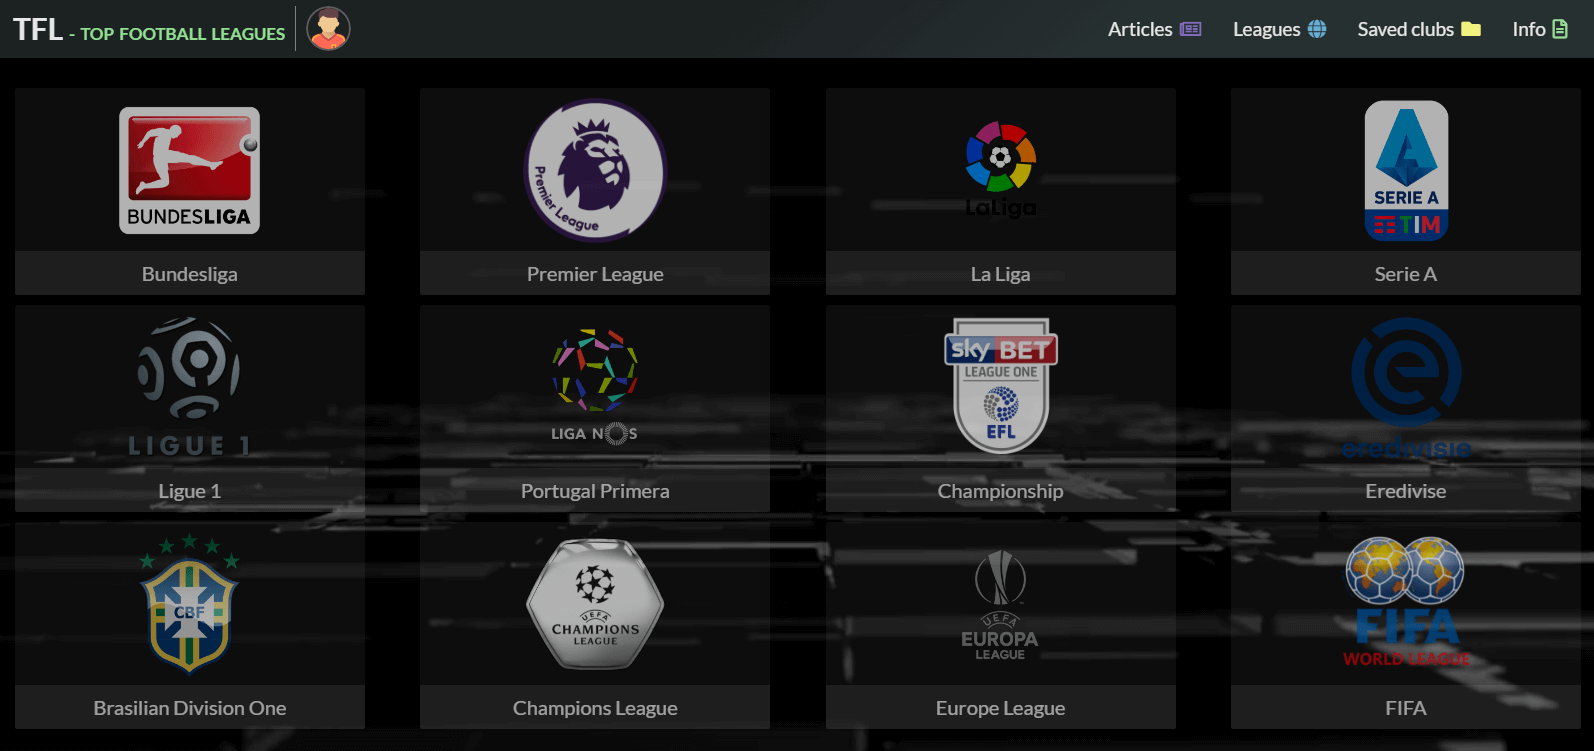 TFL - TOP FOOTBALL LEAGUES
Articles
Leagues
Saved clubs
Info
BUNDESLIGA
Premier League
LaLiga
SERIE A
TIM
Bundesliga
Premier League
La Liga
Serie A
LIGUE 1
LIGA NOS
sky BET
LEAGUE ONE
EFL
eredivisie
Ligue 1
Portugal Primera
Championship
Eredivise
CBF
UEFA
CHAMPIONS
LEAGUE
UEFA
EUROPA
LEAGUE
FIFA
WORLD LEAGUE
Brasilian Division One
Champions League
Europe League
FIFA